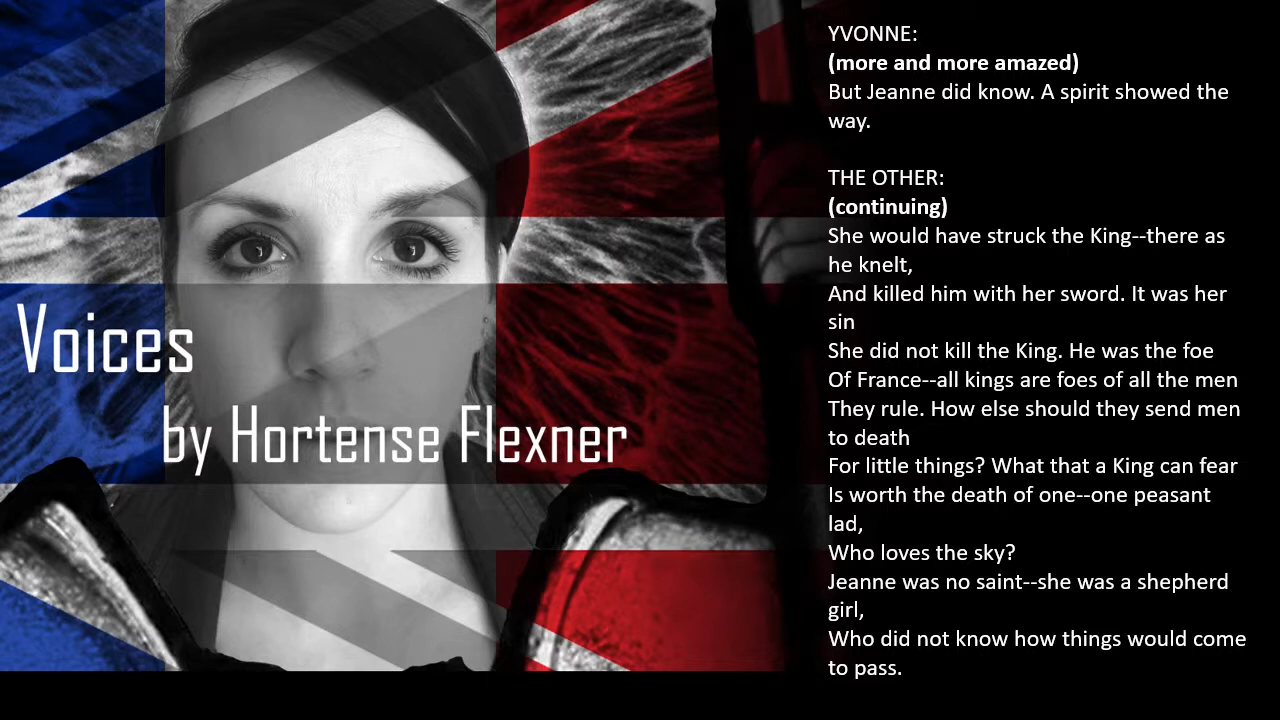 Voices
by Hortense Flexner
YVONNE:
(more and more amazed)
But Jeanne did know. A spirit showed the
way.
THE OTHER:
(continuing)
She would have struck the King--there as
he knelt,
And killed him with her sword. It was her
sin
She did not kill the King. He was the foe
Of France--all kings are foes of all the men
They rule. How else should they send men
to death
For little things? What that a King can fear
Is worth the death of one--one peasant
lad,
Who loves the sky?
Jeanne was no saint--she was a shepherd
girl,
Who did not know how things would come
to pass.